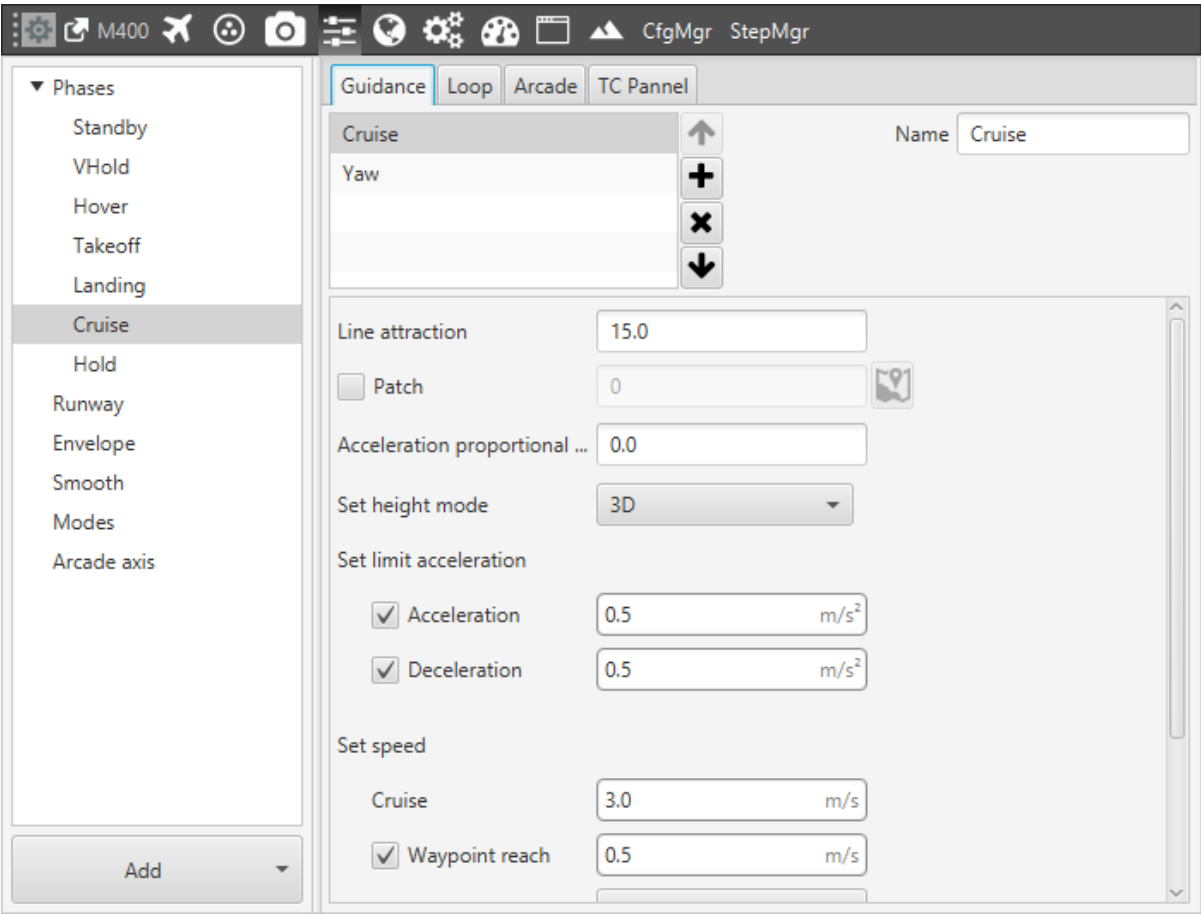 M400 CfgMgr StepMgr
Phases
Standby
VHold
Hover
Takeoff
Landing
Cruise
Hold
Runway
Envelope
Smooth
Modes
Arcade axis
Add
Guidance Loop Arcade TC Pannel
Cruise
Yaw
Name Cruise
Line attraction 15.0
Patch 0
Acceleration proportional ... 0.0
Set height mode 3D
Set limit acceleration
Acceleration 0.5 m/s²
Deceleration 0.5 m/s²
Set speed
Cruise 3.0 m/s
Waypoint reach 0.5 m/s